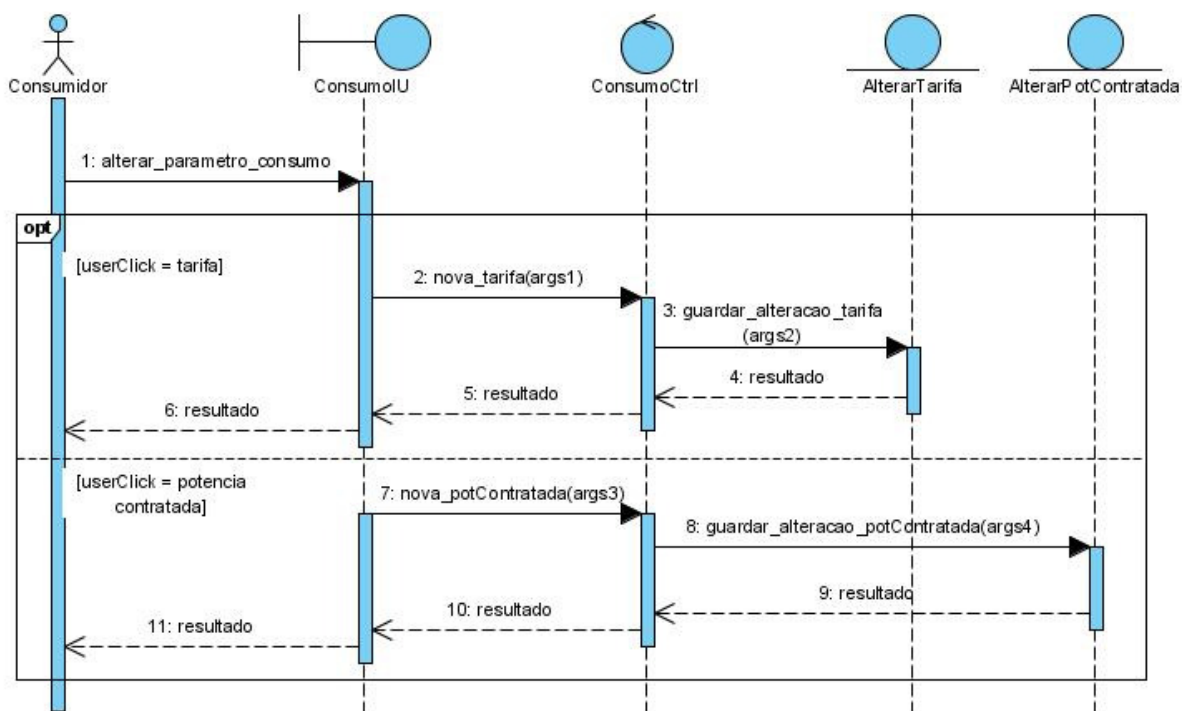 Consumidor
ConsumoIU
ConsumoCtrl
AlterarTarifa
AlterarPotContratada
1: alterar_parametro_consumo
opt
[userClick = tarifa]
2: nova_tarifa(args1)
3: guardar_alteracao_tarifa
(args2)
4: resultado
5: resultado
6: resultado
[userClick = potencia
contratada]
7: nova_potContratada(args3)
8: guardar_alteracao_potContratada(args4)
9: resultado
10: resultado
11: resultado